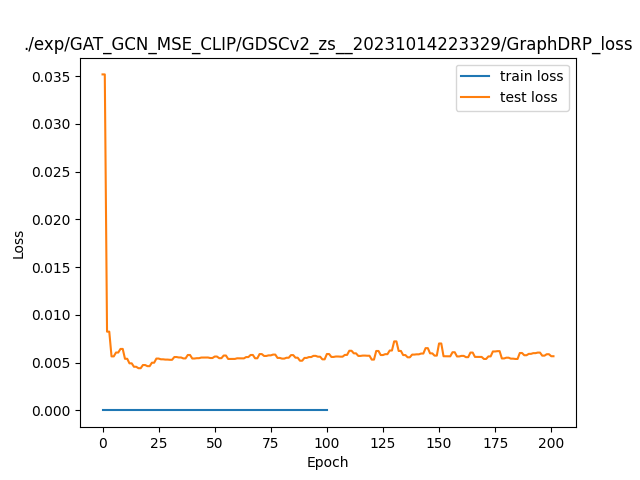 ./exp/GAT_GCN_MSE_CLIP/GDSCv2_zs__20231014223329/GraphDRP_loss
train loss
test loss
0.035
0.030
0.025
0.020
0.015
0.010
0.005
0.000
Loss
0 25 50 75 100 125 150 175 200
Epoch